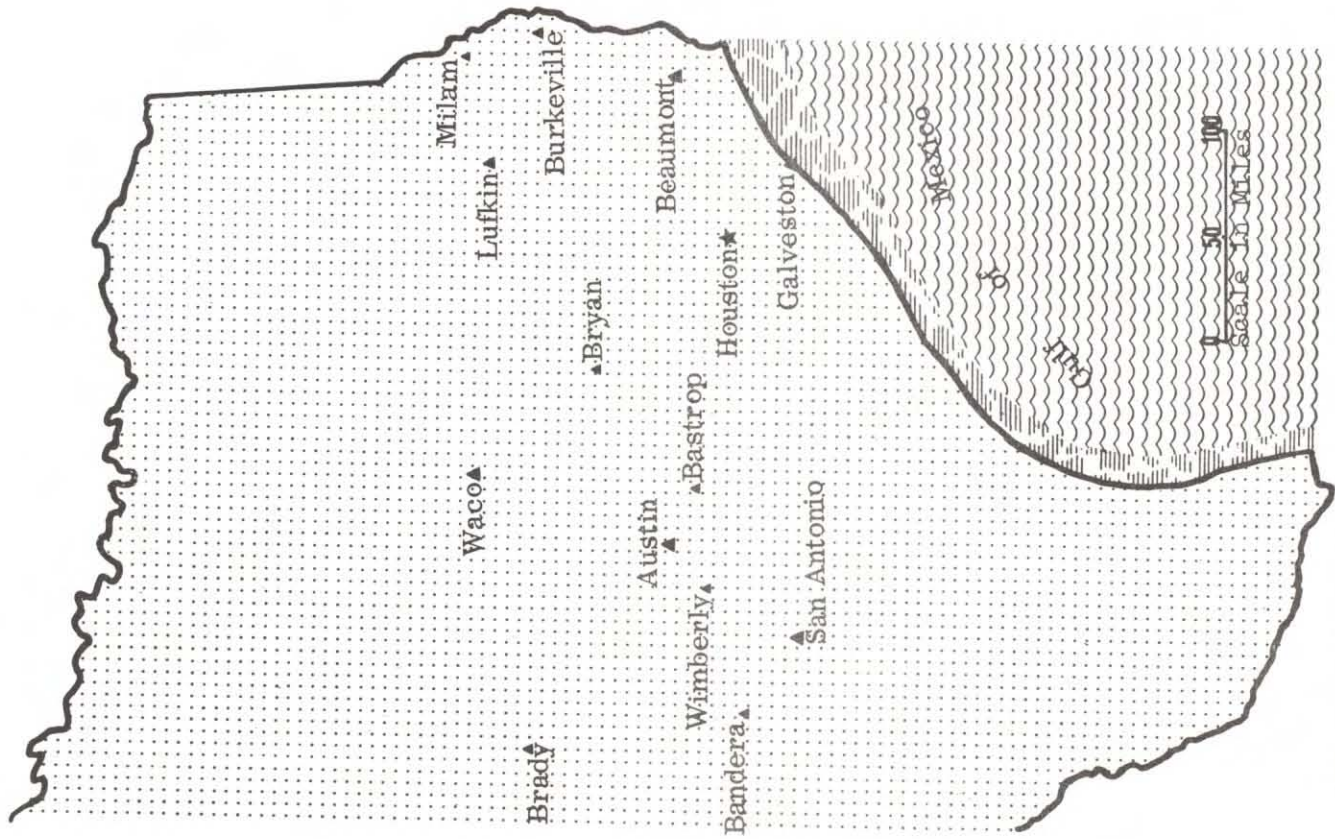 Milam
Burkeville
Lufkin
Beaumont
Bryan
Houston
Galveston
Waco
Bastrop
Austin
Wimberly
San Antonio
Brady
Bandera
Gulf of Mexico
0 50 100
Scale in Miles